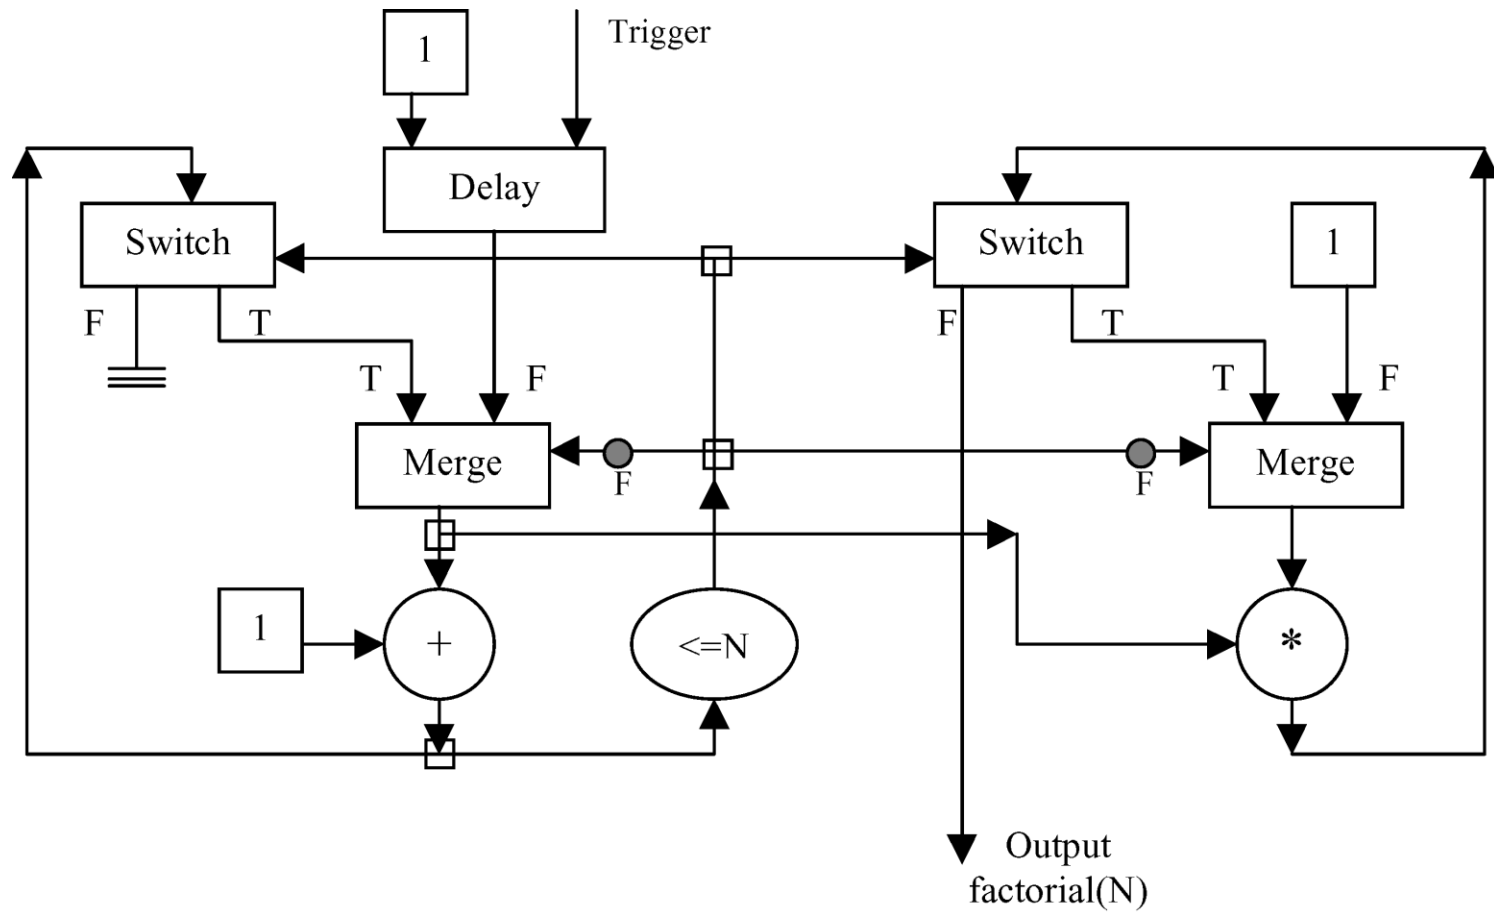 1
Trigger
Delay
Switch
Switch
1
F
T
F
T
T
F
T
F
Merge
F
F
Merge
1
+
<=N
*
Output
factorial(N)